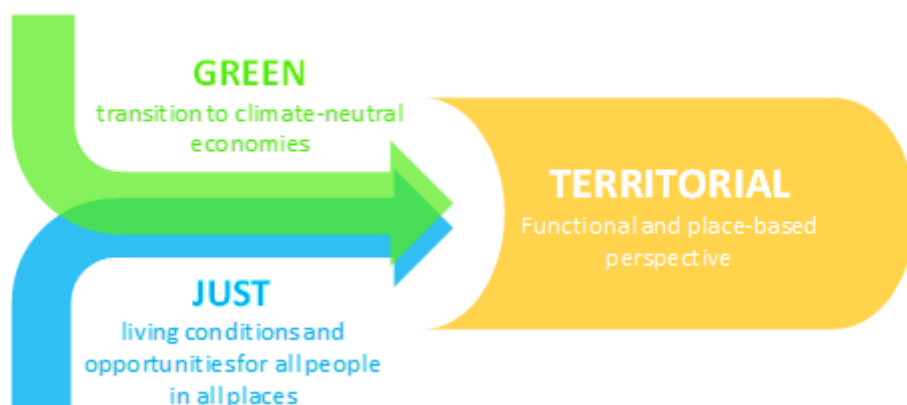 GREEN
transition to climate-neutral
economies
TERRITORIAL
Functional and place-based
perspective
JUST
living conditions and
opportunities for all people
in all places